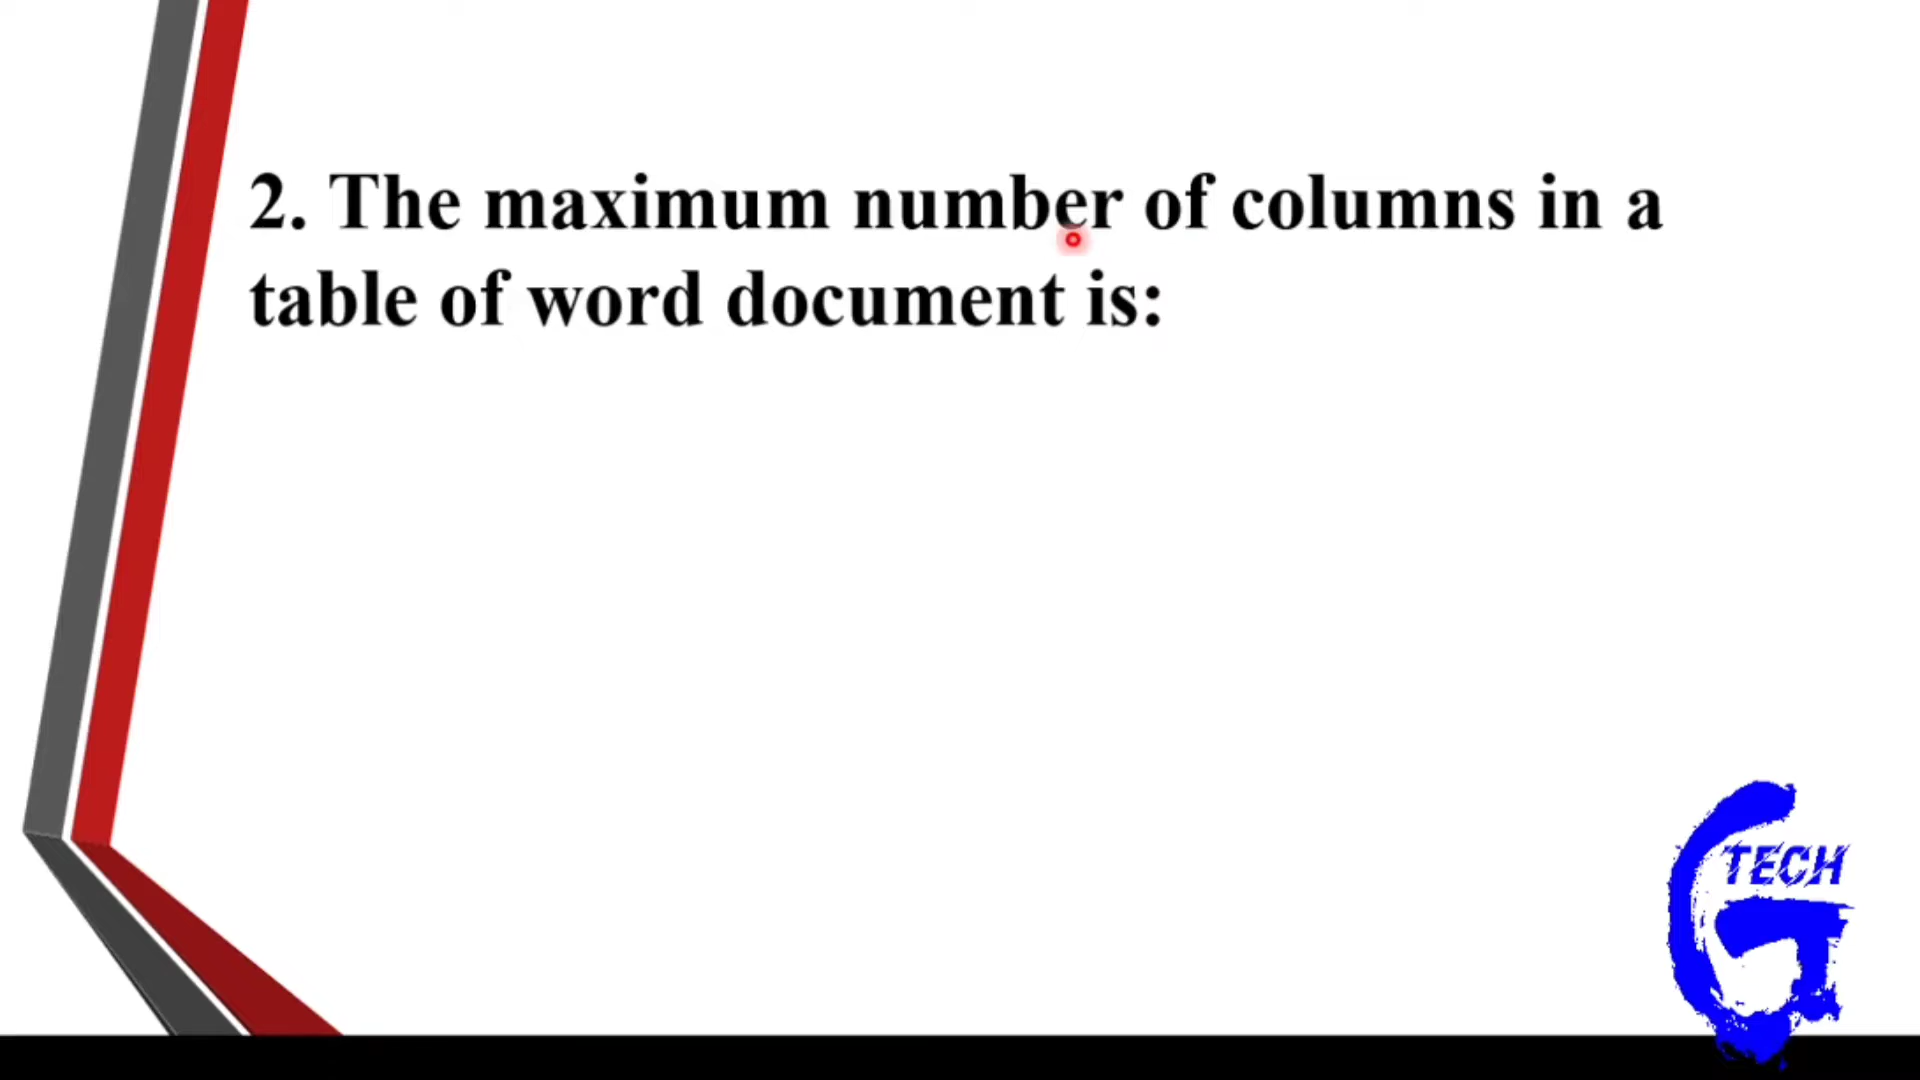 2. The maximum number of columns in a
table of word document is:
TECH
G